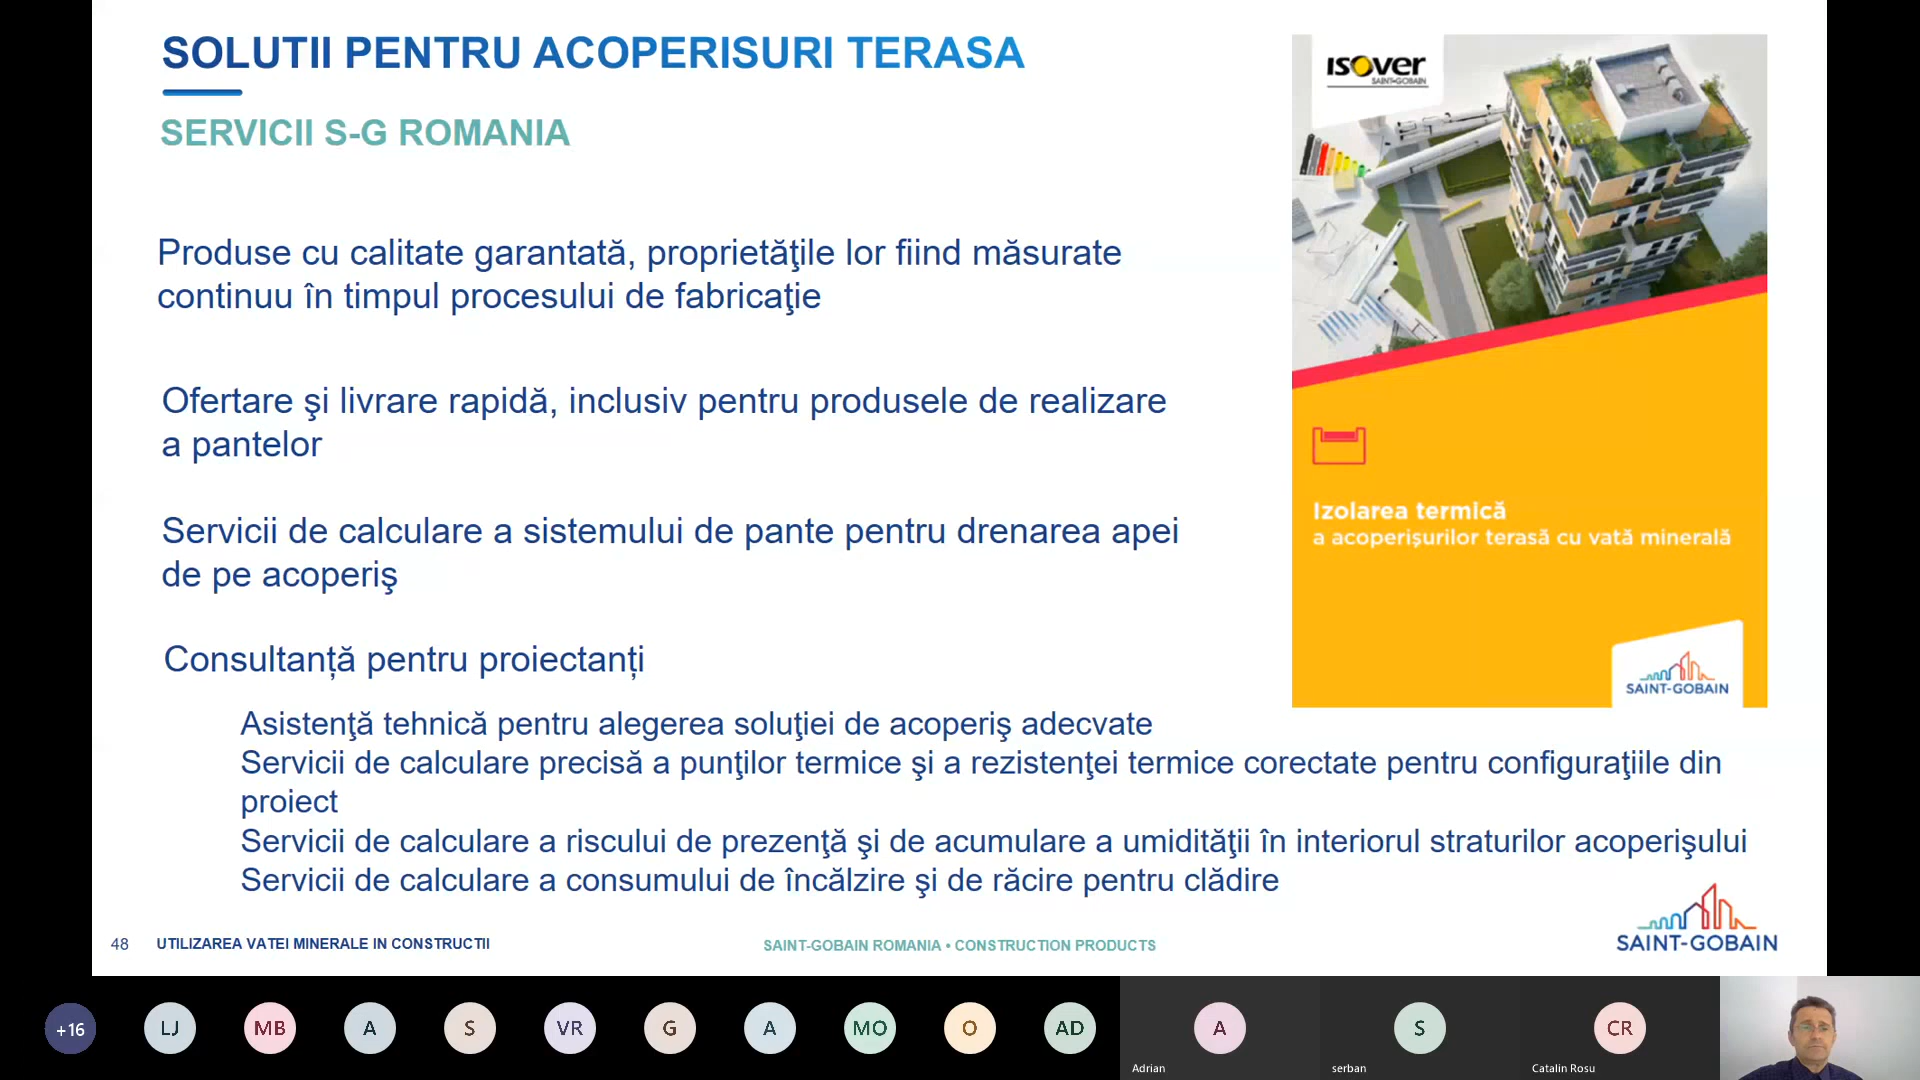 SOLUTII PENTRU ACOPERISURI TERASA
SERVICII S-G ROMANIA
Produse cu calitate garantată, proprietăţile lor fiind măsurate
continuu în timpul procesului de fabricaţie
Ofertare şi livrare rapidă, inclusiv pentru produsele de realizare
a pantelor
Servicii de calculare a sistemului de pante pentru drenarea apei
de pe acoperiş
Consultanță pentru proiectanți
Asistenţă tehnică pentru alegerea soluţiei de acoperiş adecvate
Servicii de calculare precisă a punţilor termice şi a rezistenţei termice corectate pentru configuraţiile din
proiect
Servicii de calculare a riscului de prezenţă şi de acumulare a umidităţii în interiorul straturilor acoperişului
Servicii de calculare a consumului de încălzire şi de răcire pentru clădire
isover
SAINT-GOBAIN
Izolarea termică
a acoperișurilor terasă cu vată minerală
SAINT-GOBAIN
48 UTILIZAREA VATEI MINERALE IN CONSTRUCTII
SAINT-GOBAIN ROMANIA • CONSTRUCTION PRODUCTS
SAINT-GOBAIN
+16 LJ MB A S VR G A MO O AD A S CR
Adrian serban Catalin Rosu